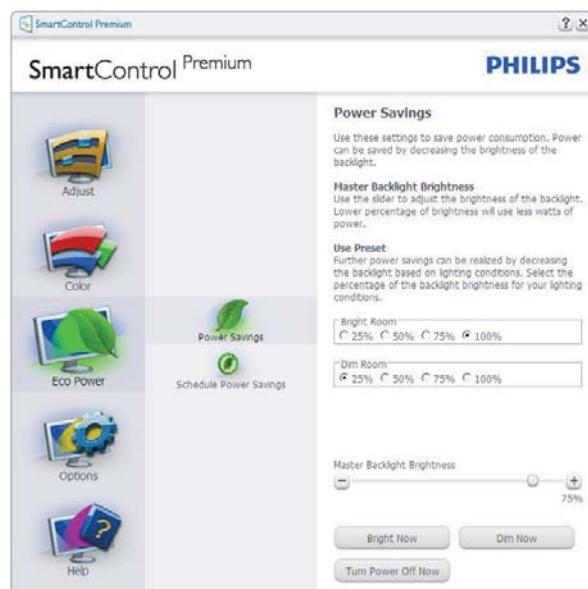 SmartControl Premium
SmartControl Premium
PHILIPS
Adjust
Color
Eco Power
Options
Help
Power Savings
Schedule Power Savings
Power Savings
Use these settings to save power consumption. Power
can be saved by decreasing the brightness of the
backlight.
Master Backlight Brightness
Use the slider to adjust the brightness of the backlight.
Lower percentage of brightness will use less watts of
power.
Use Preset
Further power savings can be realized by decreasing
the backlight based on lighting conditions. Select the
percentage of the backlight brightness for your lighting
conditions.
Bright Room
25% 50% 75% 100%
Dim Room
25% 50% 75% 100%
Master Backlight Brightness
75%
Bright Now
Dim Now
Turn Power Off Now